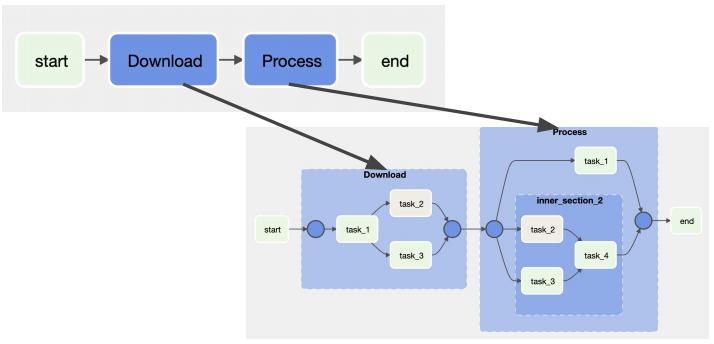 start
Download
Process
end
Process
task_1
Download
inner_section_2
task_2
task_2
start
task_1
end
task_3
task_4
task_3